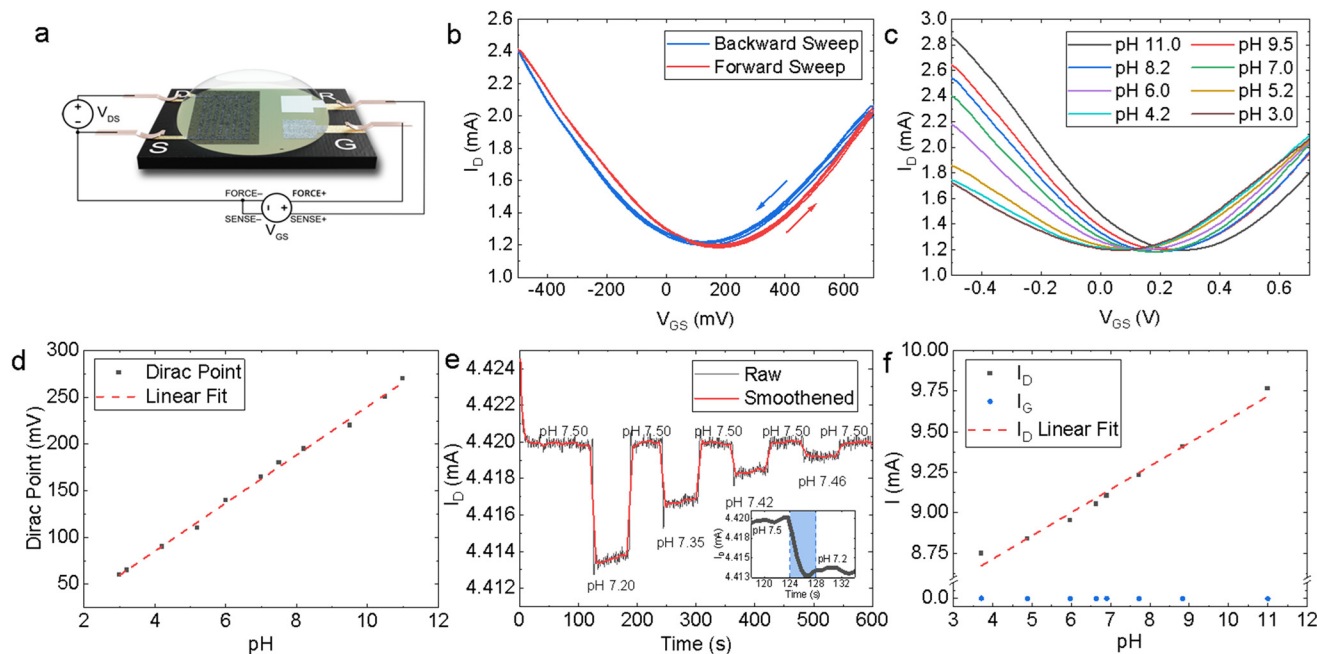 a
V_DS
D
R
S
G
FORCE− FORCE+
SENSE− SENSE+
V_GS
b
Backward Sweep
Forward Sweep
2.6
2.4
2.2
2.0
1.8
1.6
1.4
1.2
1.0
I_D (mA)
-400 -200 0 200 400 600
V_GS (mV)
c
pH 11.0 pH 9.5
pH 8.2 pH 7.0
pH 6.0 pH 5.2
pH 4.2 pH 3.0
3.0
2.8
2.6
2.4
2.2
2.0
1.8
1.6
1.4
1.2
1.0
I_D (mA)
-0.4 -0.2 0.0 0.2 0.4 0.6
V_GS (V)
d
Dirac Point
Linear Fit
300
250
200
150
100
50
Dirac Point (mV)
2 4 6 8 10 12
pH
e
Raw
Smoothened
4.424
4.422
4.420
4.418
4.416
4.414
4.412
I_D (mA)
pH 7.50 pH 7.50 pH 7.50 pH 7.50 pH 7.50
pH 7.46
pH 7.42
pH 7.35
pH 7.20
4.420
4.418
4.415
4.413
I_D (mA)
pH 7.5
pH 7.2
120 124 128 132
Time (s)
0 100 200 300 400 500 600
Time (s)
f
I_D
I_G
I_D Linear Fit
10.00
9.75
9.50
9.25
9.00
8.75
0.0
I (mA)
3 4 5 6 7 8 9 10 11 12
pH